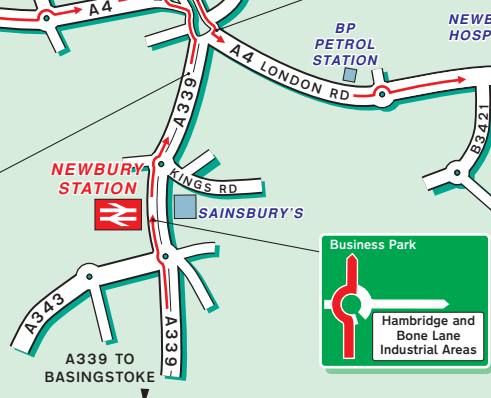 A4
BP
PETROL
STATION
NEWB
HOSP
A4 LONDON RD
A339
B3421
NEWBURY
STATION
KINGS RD
SAINSBURY'S
Business Park
Hambridge and
Bone Lane
Industrial Areas
A343
A339
A339 TO
BASINGSTOKE